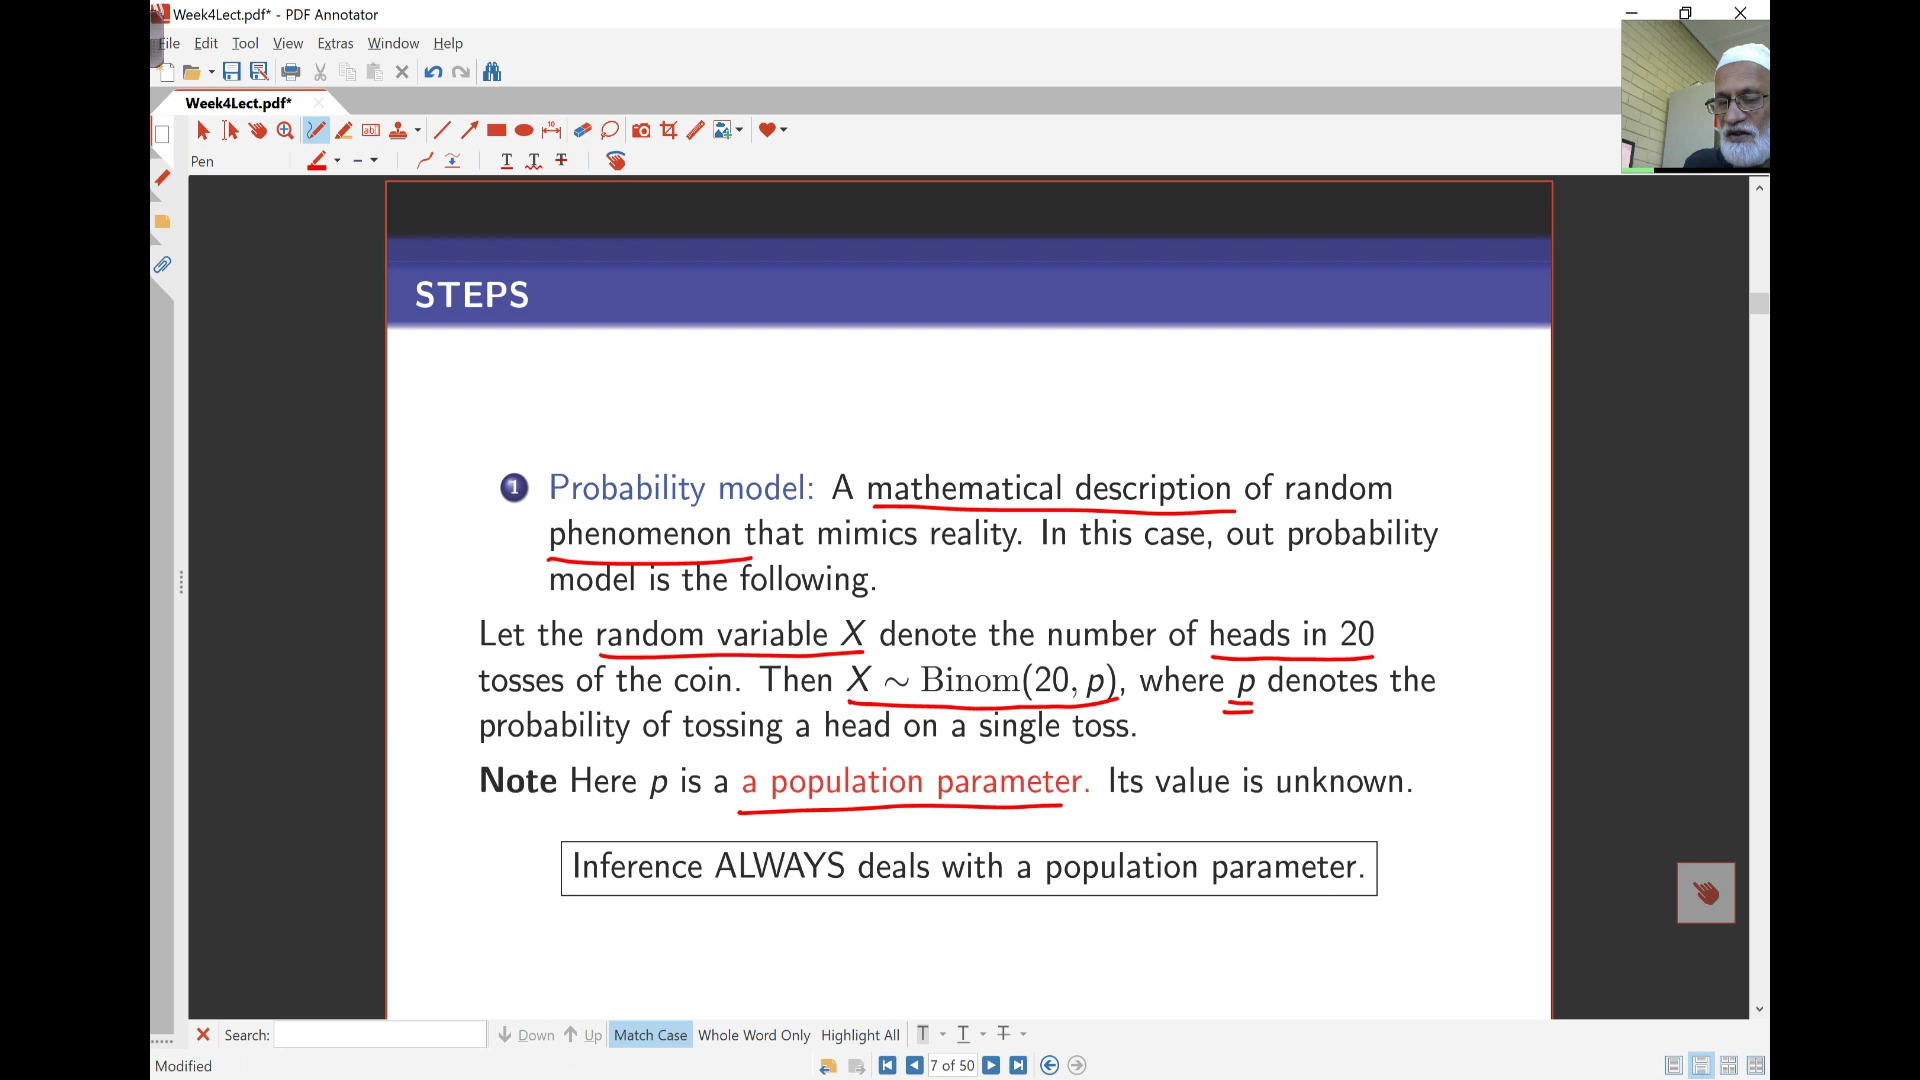 Week4Lect.pdf* - PDF Annotator
File Edit Tool View Extras Window Help
Week4Lect.pdf*
Pen
STEPS
1 Probability model: A mathematical description of random
phenomenon that mimics reality. In this case, out probability
model is the following.
Let the random variable X denote the number of heads in 20
tosses of the coin. Then X ∼ Binom(20, p), where p denotes the
probability of tossing a head on a single toss.
Note Here p is a a population parameter. Its value is unknown.
Inference ALWAYS deals with a population parameter.
Search: Down Up Match Case Whole Word Only Highlight All
Modified 7 of 50